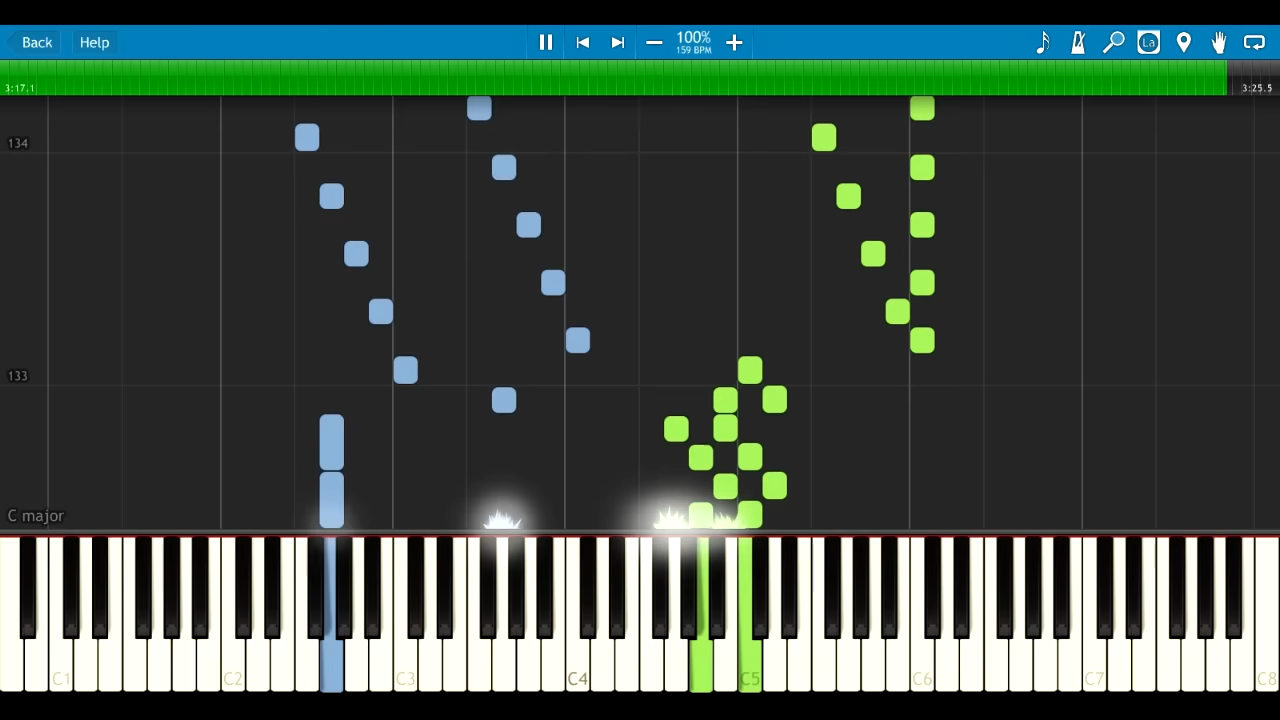 Back Help 100% La
159 BPM
3:17.1 3:25.5
134
133
C major
C1 C2 C3 C4 C5 C6 C7 C8